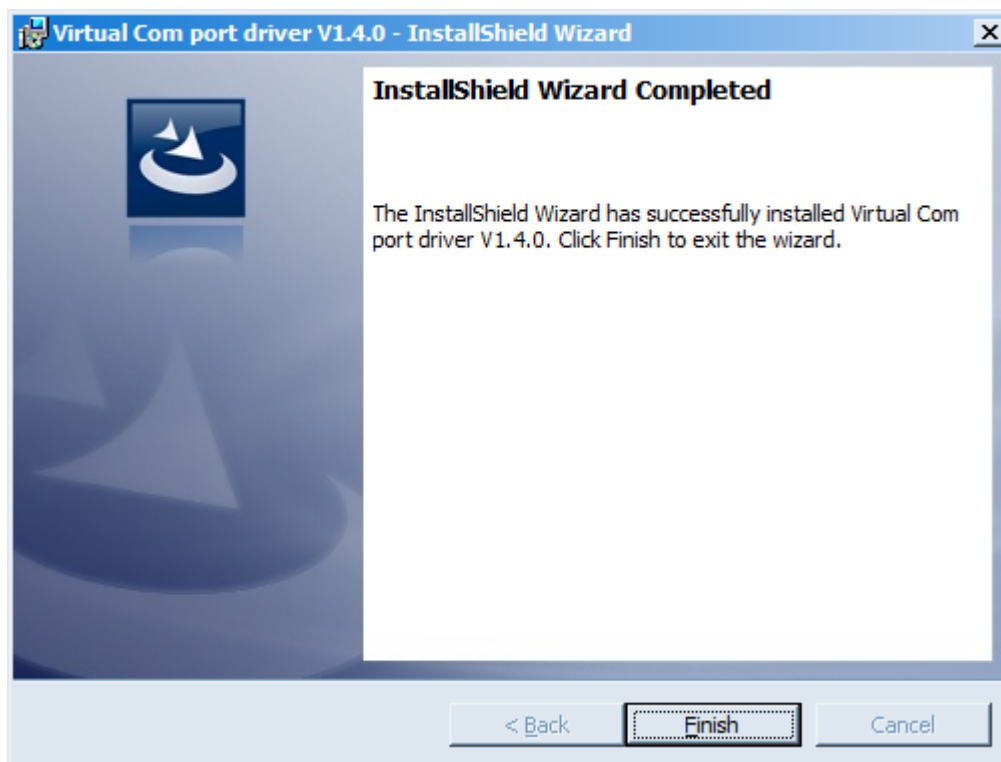 Virtual Com port driver V1.4.0 - InstallShield Wizard
InstallShield Wizard Completed
The InstallShield Wizard has successfully installed Virtual Com
port driver V1.4.0. Click Finish to exit the wizard.
< Back Finish Cancel